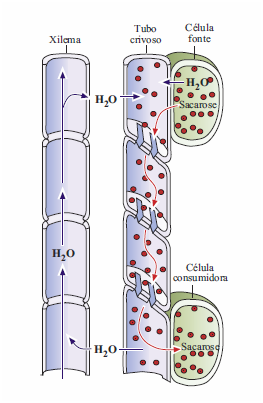 Xilema
Tubo
crivoso
Célula
fonte
H₂O
H₂O
Sacarose
H₂O
Célula
consumidora
H₂O
Sacarose